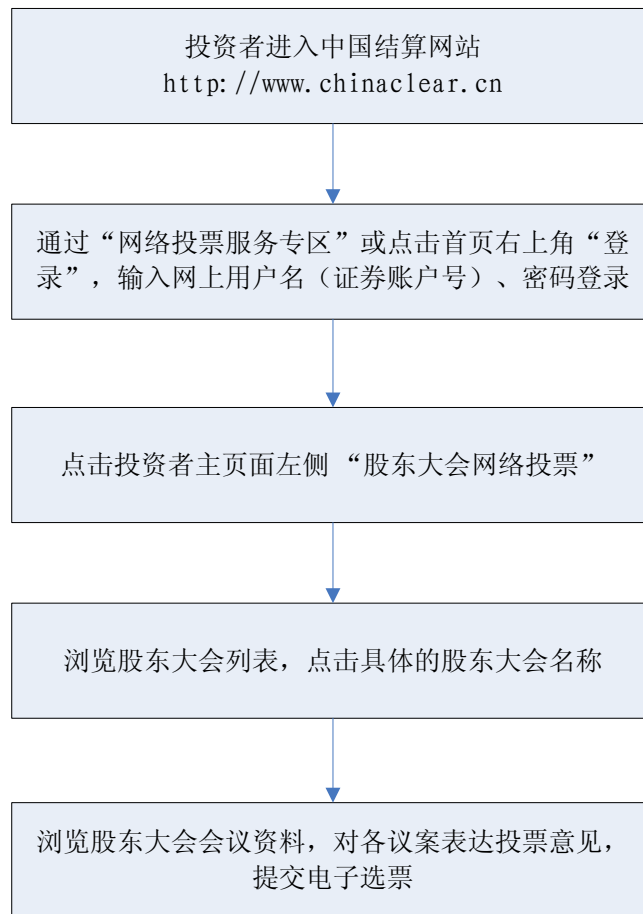 投资者进入中国结算网站
http://www.chinaclear.cn
通过“网络投票服务专区”或点击首页右上角“登
录”，输入网上用户名（证券账户号）、密码登录
点击投资者主页面左侧 “股东大会网络投票”
浏览股东大会列表，点击具体的股东大会名称
浏览股东大会会议资料，对各议案表达投票意见，
提交电子选票